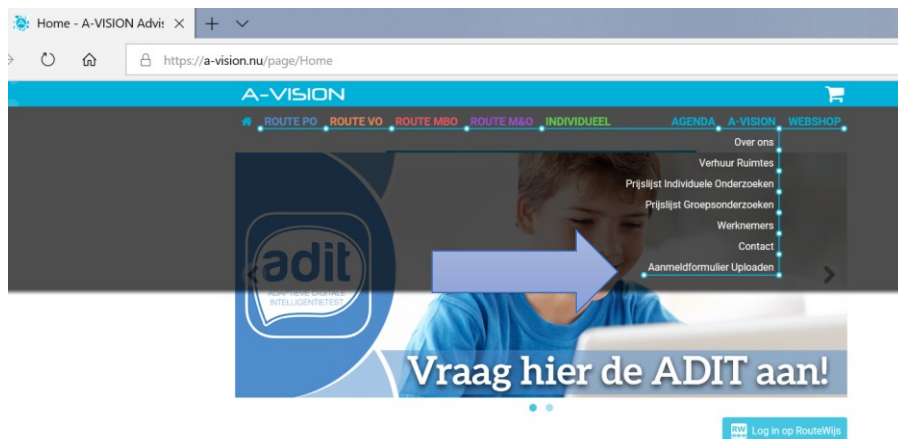 Home - A-VISION Advi:
https://a-vision.nu/page/Home
A-VISION
ROUTE PO ROUTE VO ROUTE MBO ROUTE M&O INDIVIDUEEL AGENDA A-VISION WEBSHOP
Over ons
Verhuur Ruimtes
Prijslijst Individuele Onderzoeken
Prijslijst Groepsonderzoeken
Werknemers
Contact
Aanmeldformulier Uploaden
adit
ADAPTIEVE DIGITALE
INTELLIGENTIETEST
Vraag hier de ADIT aan!
RW Log in op RouteWijs